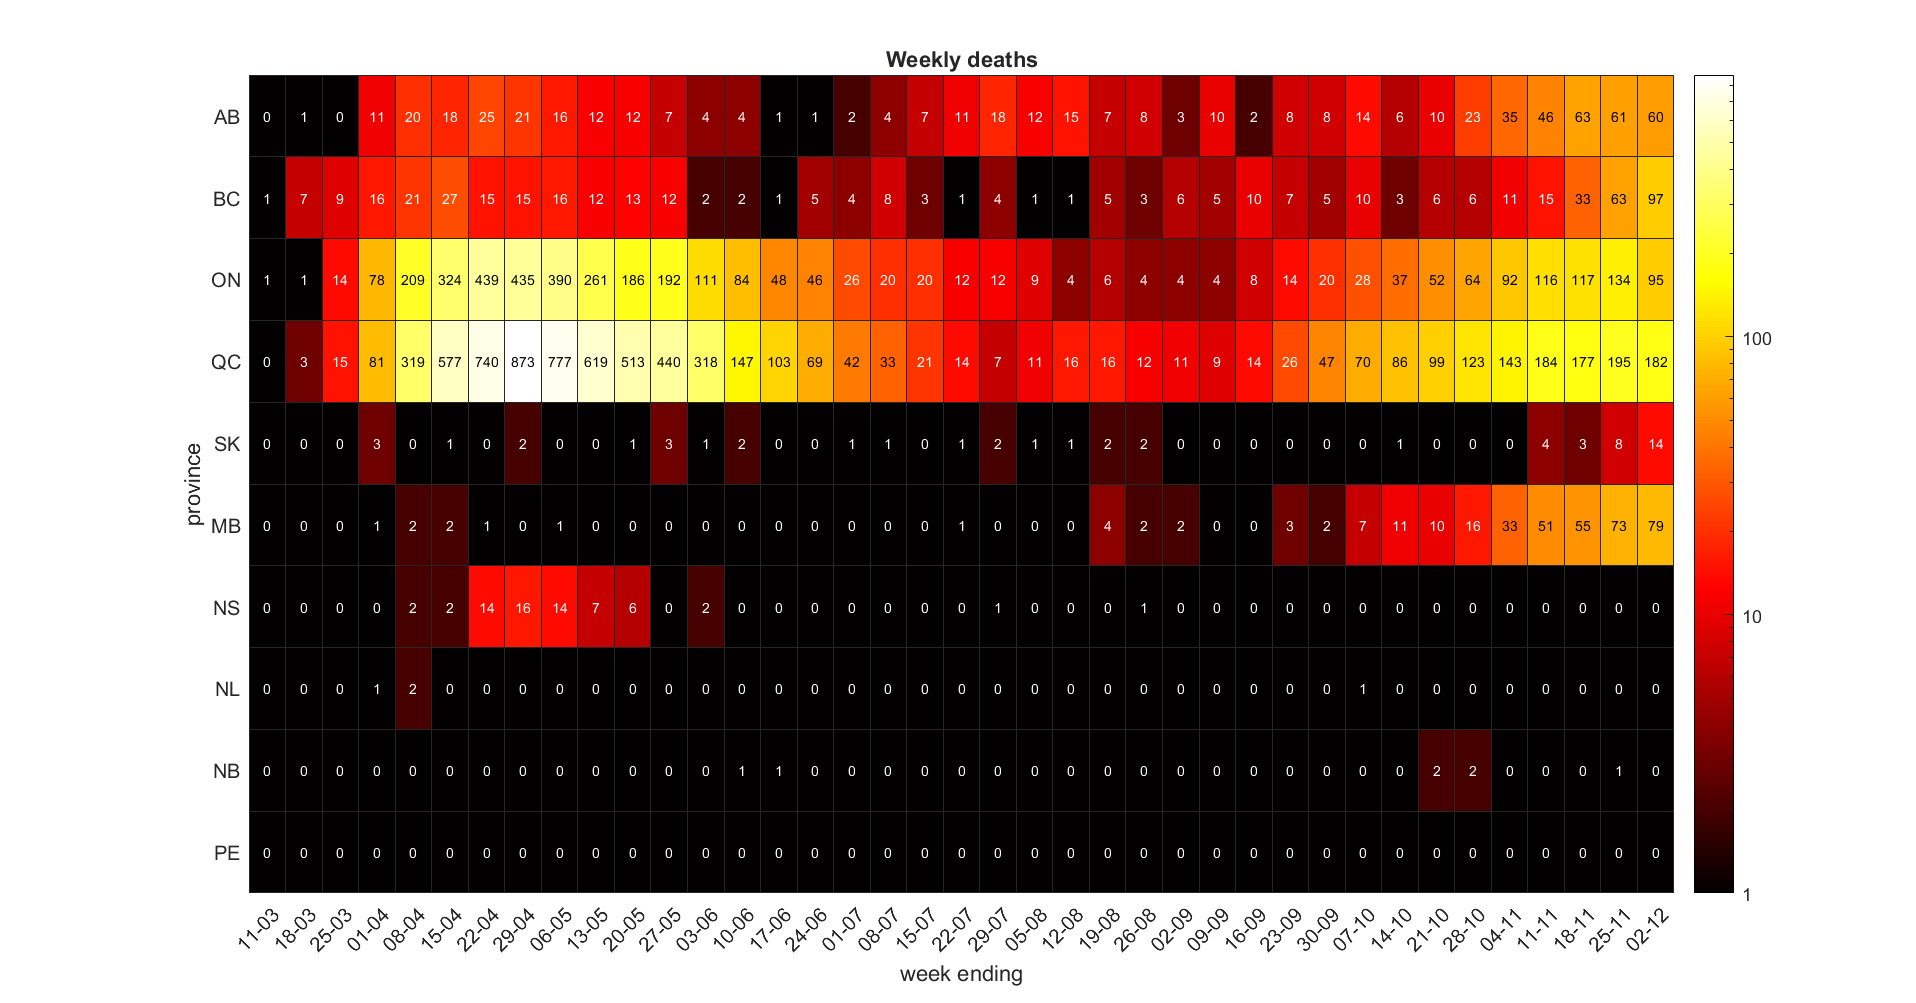 Weekly deaths
AB 0 1 0 11 20 18 25 21 16 12 12 7 4 4 1 1 2 4 7 11 18 12 15 7 8 3 10 2 8 8 14 6 10 23 35 46 63 61 60
BC 1 7 9 16 21 27 15 15 16 12 13 12 2 2 1 5 4 8 3 1 4 1 1 5 3 6 5 10 7 5 10 3 6 6 11 15 33 63 97
ON 1 1 14 78 209 324 439 435 390 261 186 192 111 84 48 46 26 20 20 12 12 9 4 6 4 4 4 8 14 20 28 37 52 64 92 116 117 134 95
100
QC 0 3 15 81 319 577 740 873 777 619 513 440 318 147 103 69 42 33 21 14 7 11 16 16 12 11 9 14 26 47 70 86 99 123 143 184 177 195 182
SK 0 0 0 3 0 1 0 2 0 0 1 3 1 2 0 0 1 1 0 1 2 1 1 2 2 0 0 0 0 0 0 1 0 0 0 4 3 8 14
province
MB 0 0 0 1 2 2 1 0 1 0 0 0 0 0 0 0 0 0 0 1 0 0 0 4 2 2 0 0 3 2 7 11 10 16 33 51 55 73 79
NS 0 0 0 0 2 2 14 16 14 7 6 0 2 0 0 0 0 0 0 0 1 0 0 0 1 0 0 0 0 0 0 0 0 0 0 0 0 0 0
10
NL 0 0 0 1 2 0 0 0 0 0 0 0 0 0 0 0 0 0 0 0 0 0 0 0 0 0 0 0 0 0 1 0 0 0 0 0 0 0 0
NB 0 0 0 0 0 0 0 0 0 0 0 0 0 1 1 0 0 0 0 0 0 0 0 0 0 0 0 0 0 0 0 0 2 2 0 0 0 1 0
PE 0 0 0 0 0 0 0 0 0 0 0 0 0 0 0 0 0 0 0 0 0 0 0 0 0 0 0 0 0 0 0 0 0 0 0 0 0 0 0
1
11-03 18-03 25-03 01-04 08-04 15-04 22-04 29-04 06-05 13-05 20-05 27-05 03-06 10-06 17-06 24-06 01-07 08-07 15-07 22-07 29-07 05-08 12-08 19-08 26-08 02-09 09-09 16-09 23-09 30-09 07-10 14-10 21-10 28-10 04-11 11-11 18-11 25-11 02-12
week ending